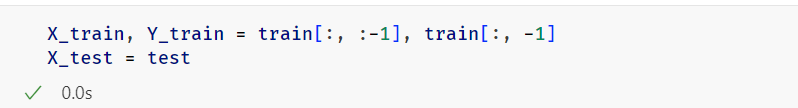 X_train, Y_train = train[:, :-1], train[:, -1]
X_test = test
0.0s